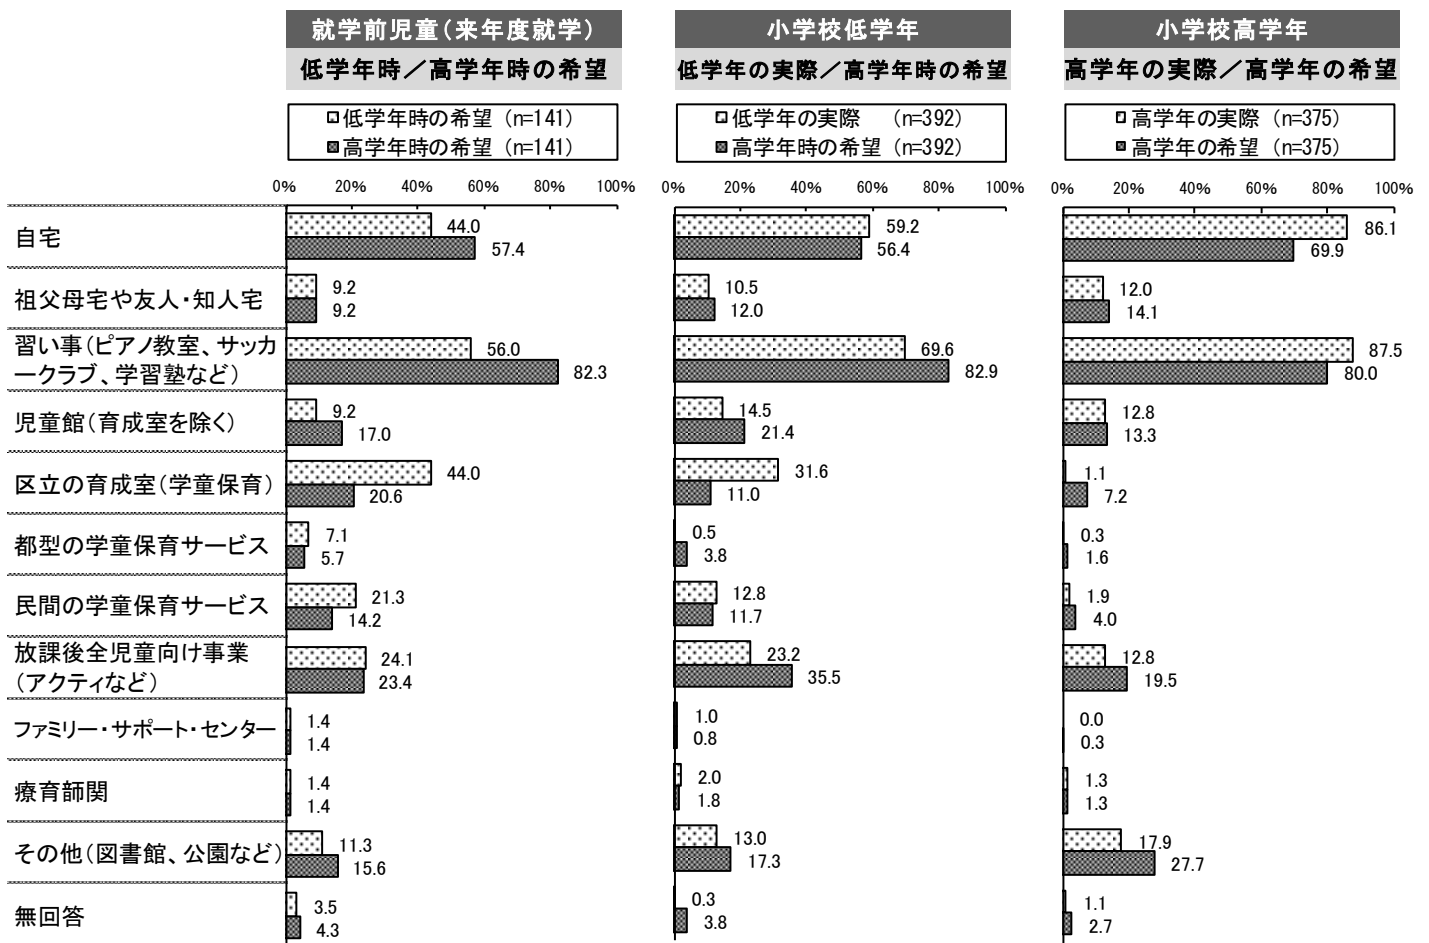 就学前児童（来年度就学）
低学年時／高学年時の希望
小学校低学年
低学年の実際／高学年時の希望
小学校高学年
高学年の実際／高学年の希望
低学年時の希望（n=141）
高学年時の希望（n=141）
低学年の実際　（n=392）
高学年時の希望（n=392）
高学年の実際（n=375）
高学年の希望（n=375）
0% 20% 40% 60% 80% 100%
0% 20% 40% 60% 80% 100%
0% 20% 40% 60% 80% 100%
自宅
44.0 59.2 86.1
57.4 56.4 69.9
祖父母宅や友人・知人宅
9.2 10.5 12.0
9.2 12.0 14.1
習い事（ピアノ教室、サッカ
ークラブ、学習塾など）
56.0 69.6 87.5
82.3 82.9 80.0
児童館（育成室を除く）
9.2 14.5 12.8
17.0 21.4 13.3
区立の育成室（学童保育）
44.0 31.6 1.1
20.6 11.0 7.2
都型の学童保育サービス
7.1 0.5 0.3
5.7 3.8 1.6
民間の学童保育サービス
21.3 12.8 1.9
14.2 11.7 4.0
放課後全児童向け事業
（アクティなど）
24.1 23.2 12.8
23.4 35.5 19.5
ファミリー・サポート・センター
1.4 1.0 0.0
1.4 0.8 0.3
療育師関
1.4 2.0 1.3
1.4 1.8 1.3
その他（図書館、公園など）
11.3 13.0 17.9
15.6 17.3 27.7
無回答
3.5 0.3 1.1
4.3 3.8 2.7